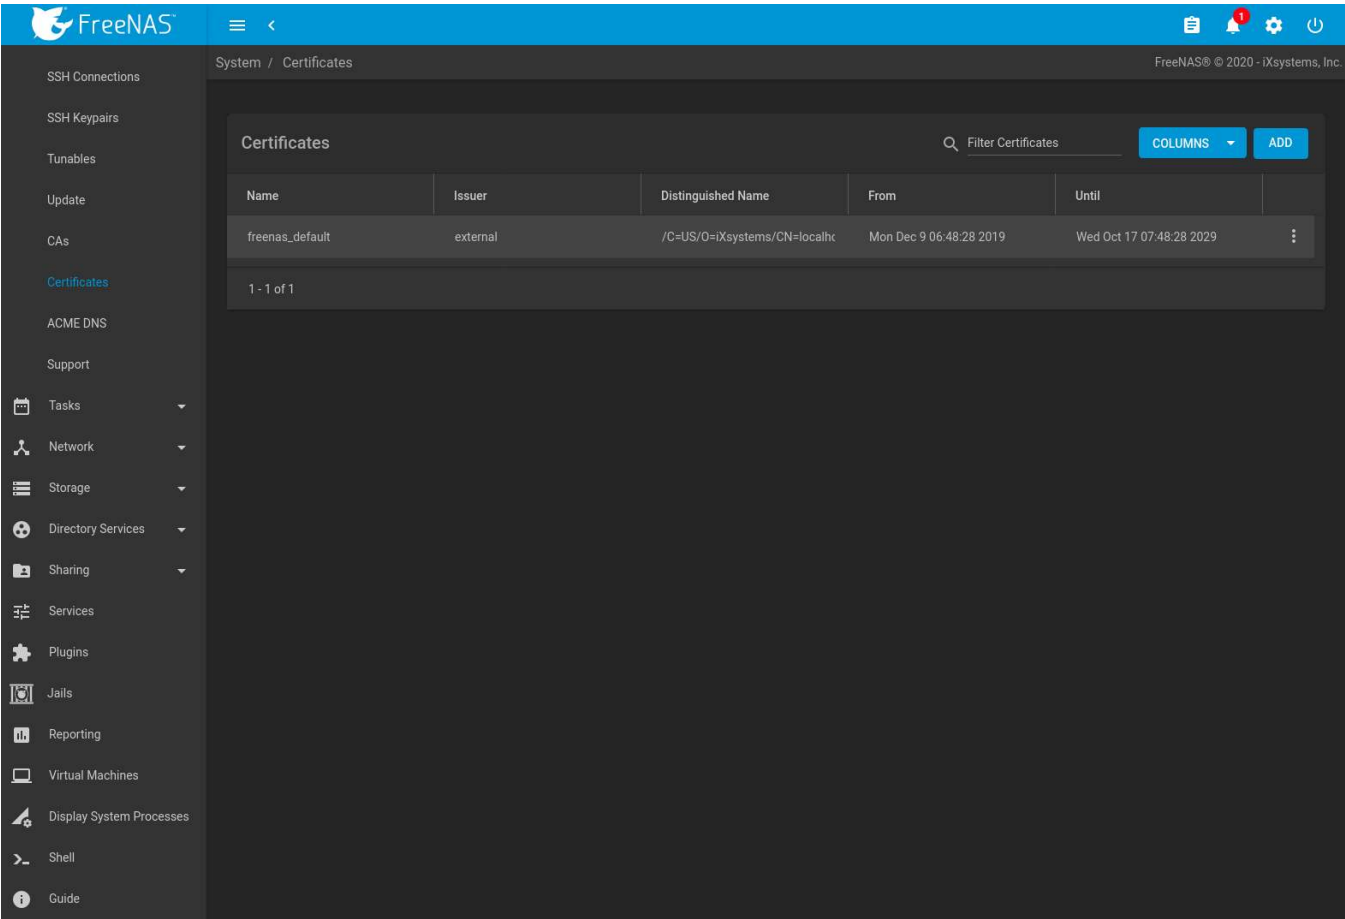 FreeNAS™
1
System / Certificates
FreeNAS® © 2020 - iXsystems, Inc.
SSH Connections
SSH Keypairs
Tunables
Update
CAs
Certificates
ACME DNS
Support
Tasks
Network
Storage
Directory Services
Sharing
Services
Plugins
Jails
Reporting
Virtual Machines
Display System Processes
Shell
Guide
Certificates
Filter Certificates
COLUMNS
ADD
Name Issuer Distinguished Name From Until
freenas_default external /C=US/O=iXsystems/CN=localhc Mon Dec 9 06:48:28 2019 Wed Oct 17 07:48:28 2029
1 - 1 of 1